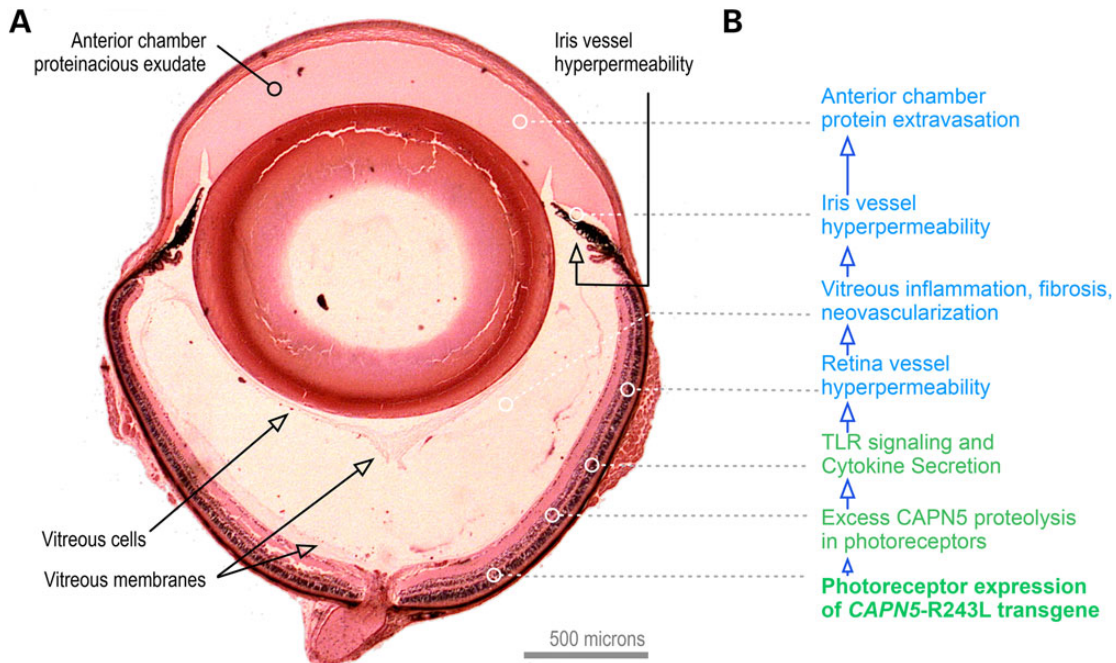 A
Anterior chamber
proteinacious exudate
Iris vessel
hyperpermeability
Vitreous cells
Vitreous membranes
500 microns
B
Anterior chamber
protein extravasation
Iris vessel
hyperpermeability
Vitreous inflammation, fibrosis,
neovascularization
Retina vessel
hyperpermeability
TLR signaling and
Cytokine Secretion
Excess CAPN5 proteolysis
in photoreceptors
Photoreceptor expression
of CAPN5-R243L transgene